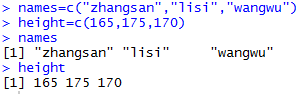 > names=c("zhangsan","lisi","wangwu")
> height=c(165,175,170)
> names
[1] "zhangsan" "lisi"     "wangwu"
> height
[1] 165 175 170